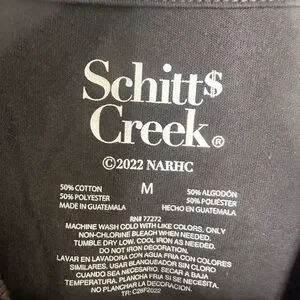 Schitt$
Creek®
©2022 NARHC
50% COTTON
50% POLYESTER
MADE IN GUATEMALA
M
50% ALGODÓN
50% POLIÉSTER
HECHO EN GUATEMALA
RN# 77272
MACHINE WASH COLD WITH LIKE COLORS, ONLY
NON-CHLORINE BLEACH WHEN NEEDED.
TUMBLE DRY LOW. COOL IRON AS NEEDED.
DO NOT IRON DECORATION.
LAVAR EN LAVADORA CON AGUA FRIA CON COLORES
SIMILARES, USAR BLANQUEADOR SIN CLORO
CUANDO SEA NECESARIO, SECAR A BAJA
TEMPERATURA, PLANCHA FRIA SI SE NECESITA.
NO PLANCHAR LA DECORACION.
TR: C26F2022